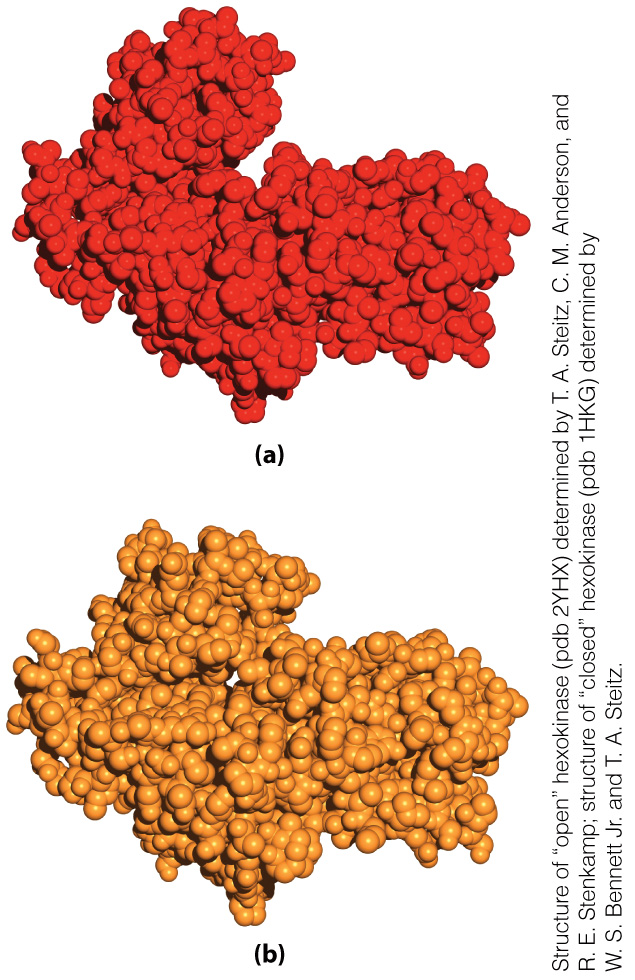 (a)
(b)
Structure of “open” hexokinase (pdb 2YHX) determined by T. A. Steitz, C. M. Anderson, and
R. E. Stenkamp; structure of “closed” hexokinase (pdb 1HKG) determined by
W. S. Bennett Jr. and T. A. Steitz.